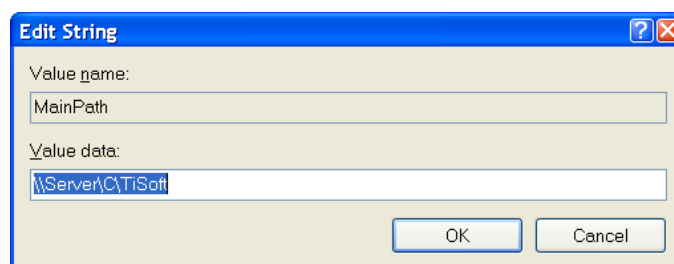 Edit String
Value name:
MainPath
Value data:
\\Server\C\TiSoft
OK Cancel